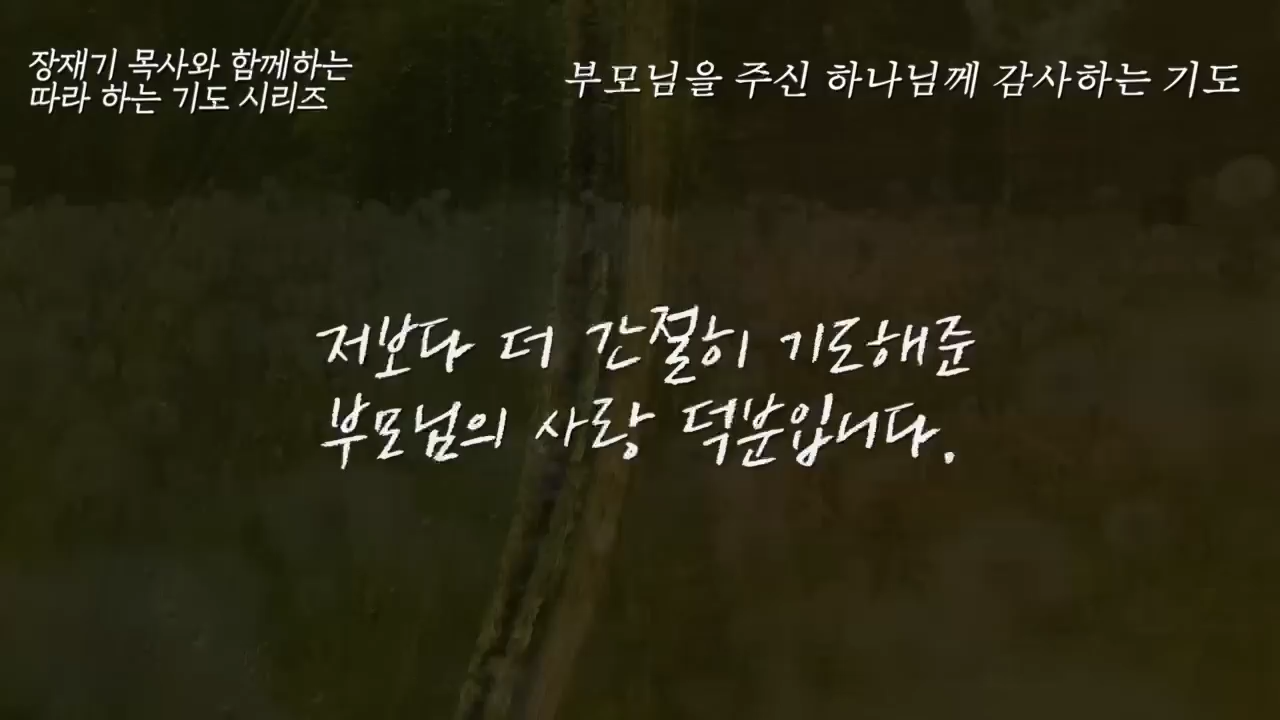 장재기 목사와 함께하는
따라 하는 기도 시리즈
부모님을 주신 하나님께 감사하는 기도
저보다 더 간절히 기도해준
부모님의 사랑 덕분입니다.